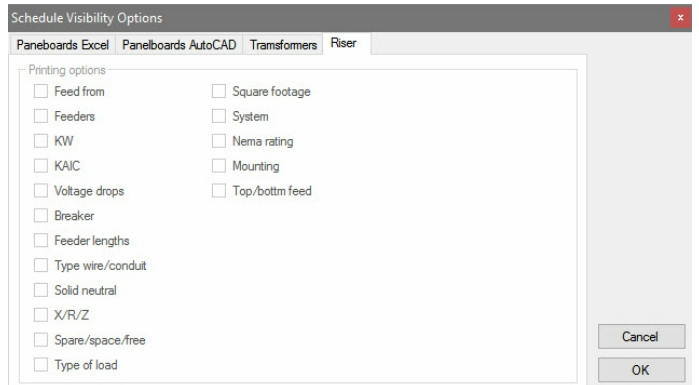 Schedule Visibility Options
x
Paneboards Excel Panelboards AutoCAD Transformers Riser
Printing options
Feed from
Feeders
KW
KAIC
Voltage drops
Breaker
Feeder lengths
Type wire/conduit
Solid neutral
X/R/Z
Spare/space/free
Type of load
Square footage
System
Nema rating
Mounting
Top/bottm feed
Cancel
OK